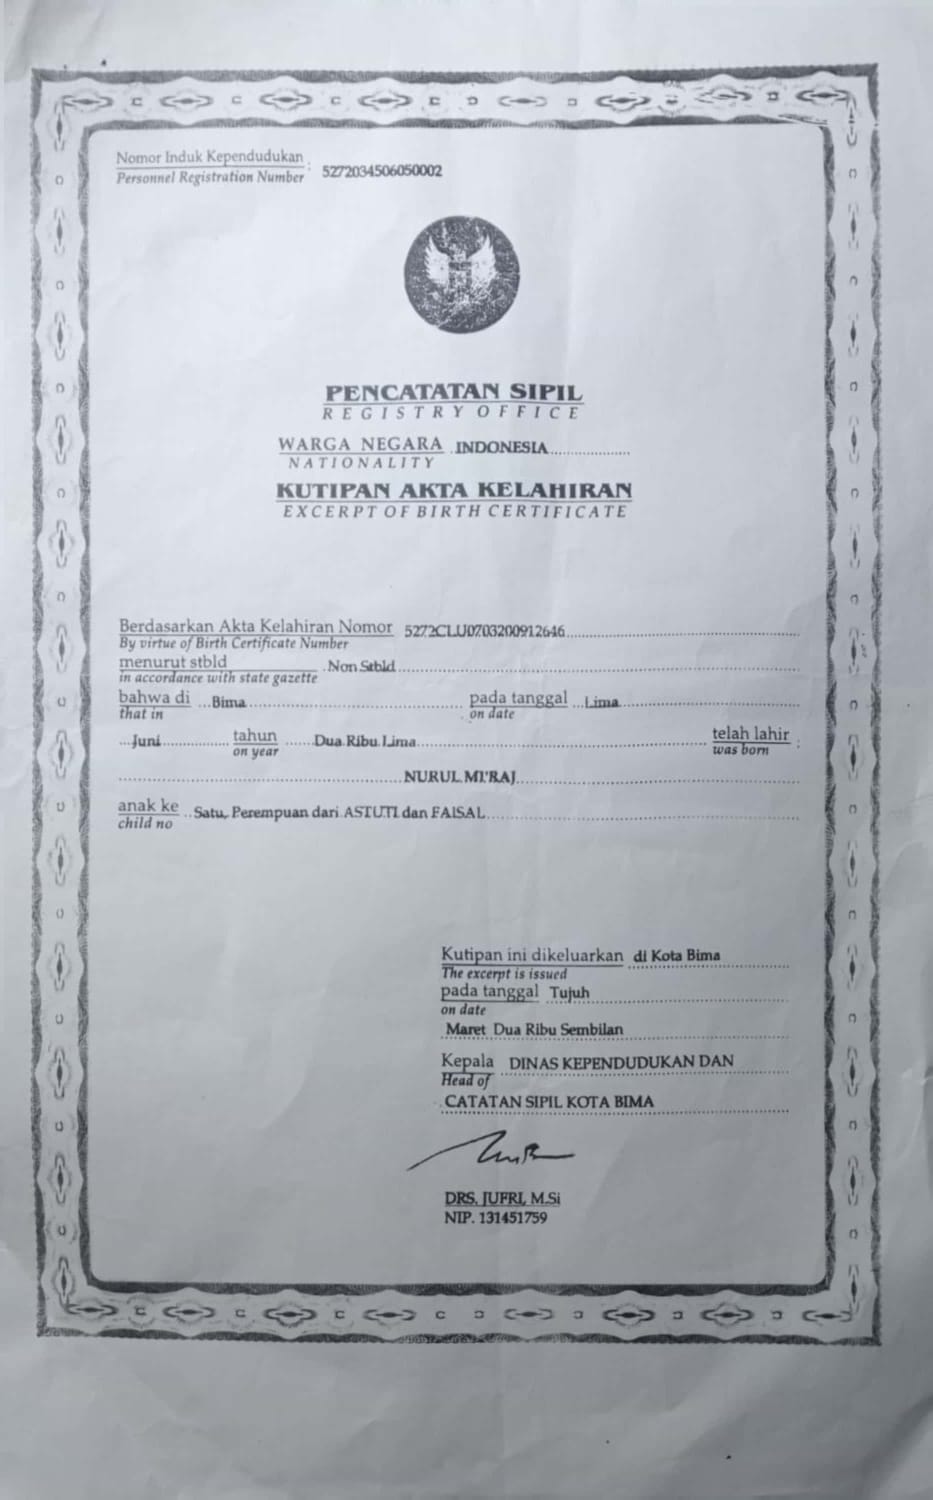 Nomor Induk Kependudukan : 5272034506050002
Personnel Registration Number
PENCATATAN SIPIL
REGISTRY OFFICE
WARGA NEGARA INDONESIA
NATIONALITY
KUTIPAN AKTA KELAHIRAN
EXCERPT OF BIRTH CERTIFICATE
Berdasarkan Akta Kelahiran Nomor 5272CLU0703200912646
By virtue of Birth Certificate Number
menurut stbld Non Stbld
in accordance with state gazette
bahwa di Bima pada tanggal Lima
that in on date
Juni tahun Dua Ribu Lima telah lahir :
on year was born
NURUL MI'RAJ
anak ke Satu, Perempuan dari ASTUTI dan FAISAL
child no
Kutipan ini dikeluarkan di Kota Bima
The excerpt is issued
pada tanggal Tujuh
on date
Maret Dua Ribu Sembilan
Kepala DINAS KEPENDUDUKAN DAN
Head of
CATATAN SIPIL KOTA BIMA
DRS. JUFRI, M.Si
NIP. 131451759